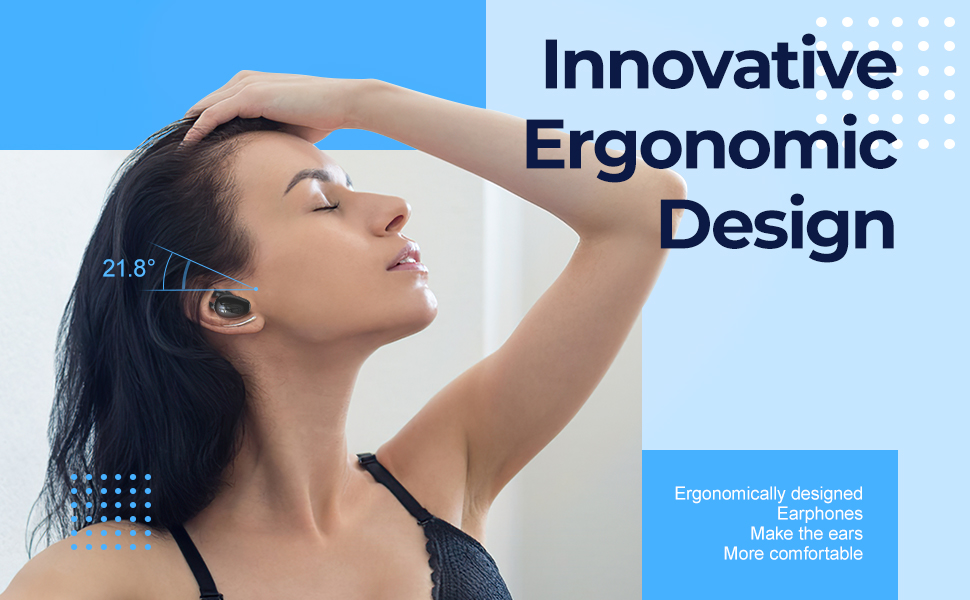 Innovative
Ergonomic
Design
21.8°
Ergonomically designed
Earphones
Make the ears
More comfortable